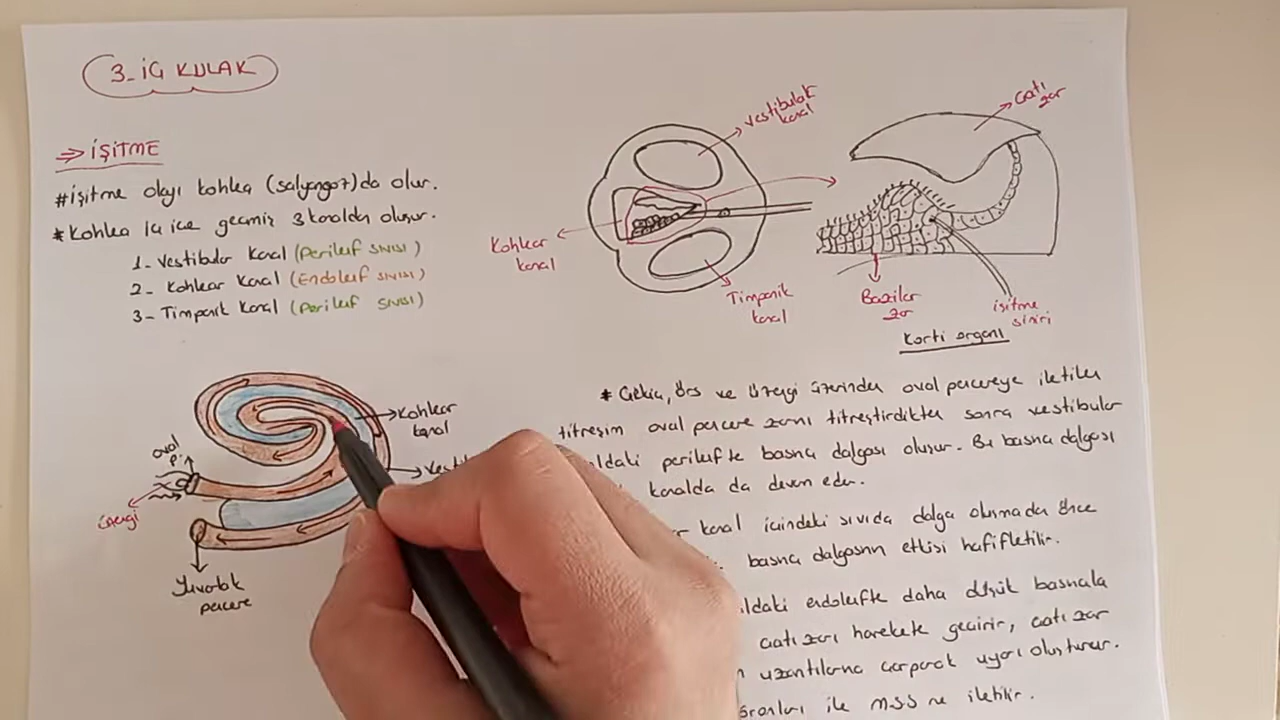 3- İÇ KULAK
⇒ İŞİTME
# İşitme olayı kohlea (salyangoz)da olur.
* Kohlea iç içe geçmiş 3 kanaldan oluşur.
1- Vestibular Kanal (Perilenf sıvısı)
2- Kohlear Kanal (Endolenf sıvısı)
3- Timpanik Kanal (Perilenf sıvısı)
Vestibular kanal
Kohlear kanal
Timpanik kanal
Çatı zar
Baziler zar
işitme siniri
Korti organı
Kohlear kanal
oval p.
üzengi
Yuvarlak pencere
* Çekiç, örs ve üzengi üzerinden oval pencereye iletilen
titreşim oval pencere zarını titreştirdikten sonra vestibular
perilenfte basınç dalgası oluşur. Bu basınç dalgası
kanalda da devam eder.
kanal içindeki sıvıda dalga oluşmadan önce
basınç dalgasının etkisi hafifletilir.
endolenfte daha düşük basınçla
çatı zarı harekete geçirir, çatı zar
uzantılarına çarparak uyarı oluşturur.
ile MSS ne iletilir.